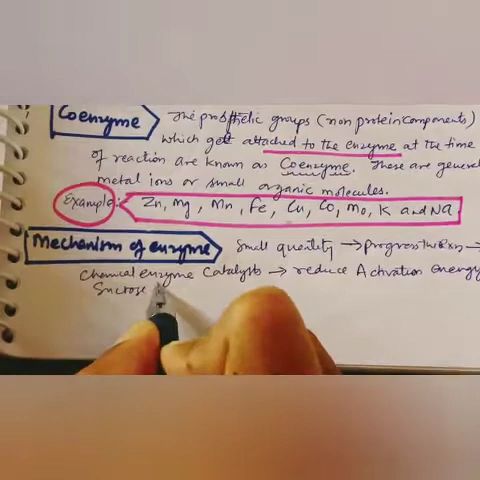 Coenzyme The prosthetic groups (non protein components)
which get attached to the enzyme at the time
of reaction are known as Coenzyme. These are general
metal ions or small organic molecules.
Example: Zn, Mg, Mn, Fe, Cu, Co, Mo, K and Na.
Mechanism of enzyme Small quantity → Progress the Rxn →
Chemical enzyme Catalysts → reduce Activation energy
Sucrose